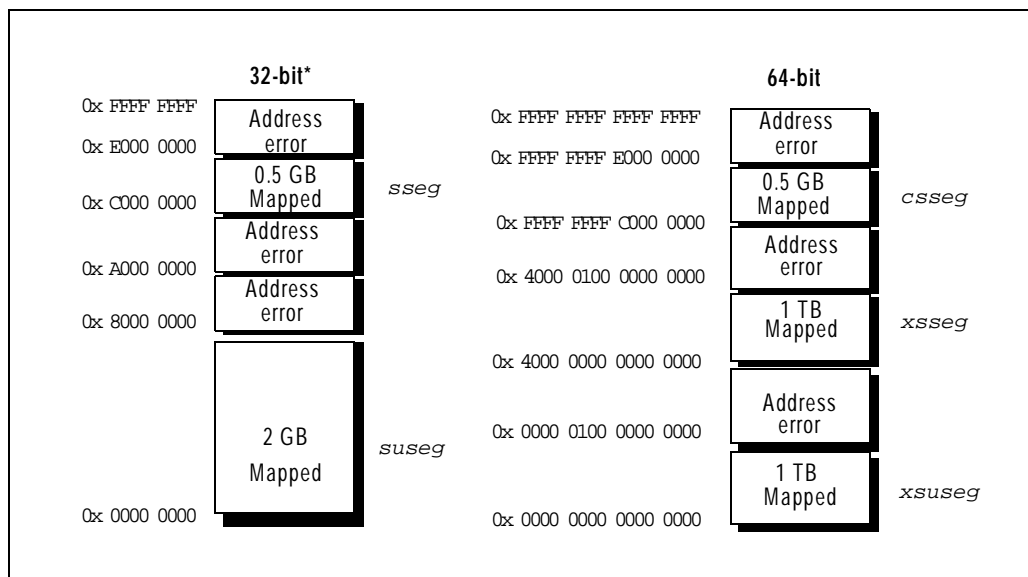 32-bit*
0x FFFF FFFF
Address
error
0x E000 0000
0.5 GB
Mapped
sseg
0x C000 0000
Address
error
0x A000 0000
Address
error
0x 8000 0000
2 GB
Mapped
suseg
0x 0000 0000
64-bit
0x FFFF FFFF FFFF FFFF
Address
error
0x FFFF FFFF E000 0000
0.5 GB
Mapped
csseg
0x FFFF FFFF C000 0000
Address
error
0x 4000 0100 0000 0000
1 TB
Mapped
xsseg
0x 4000 0000 0000 0000
Address
error
0x 0000 0100 0000 0000
1 TB
Mapped
xsuseg
0x 0000 0000 0000 0000